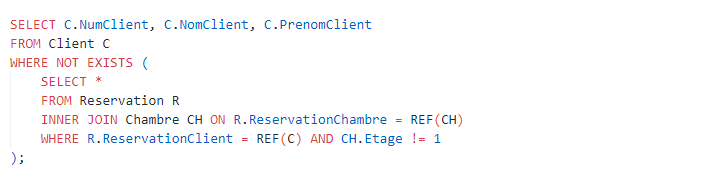 SELECT C.NumClient, C.NomClient, C.PrenomClient
FROM Client C
WHERE NOT EXISTS (
    SELECT *
    FROM Reservation R
    INNER JOIN Chambre CH ON R.ReservationChambre = REF(CH)
    WHERE R.ReservationClient = REF(C) AND CH.Etage != 1
);